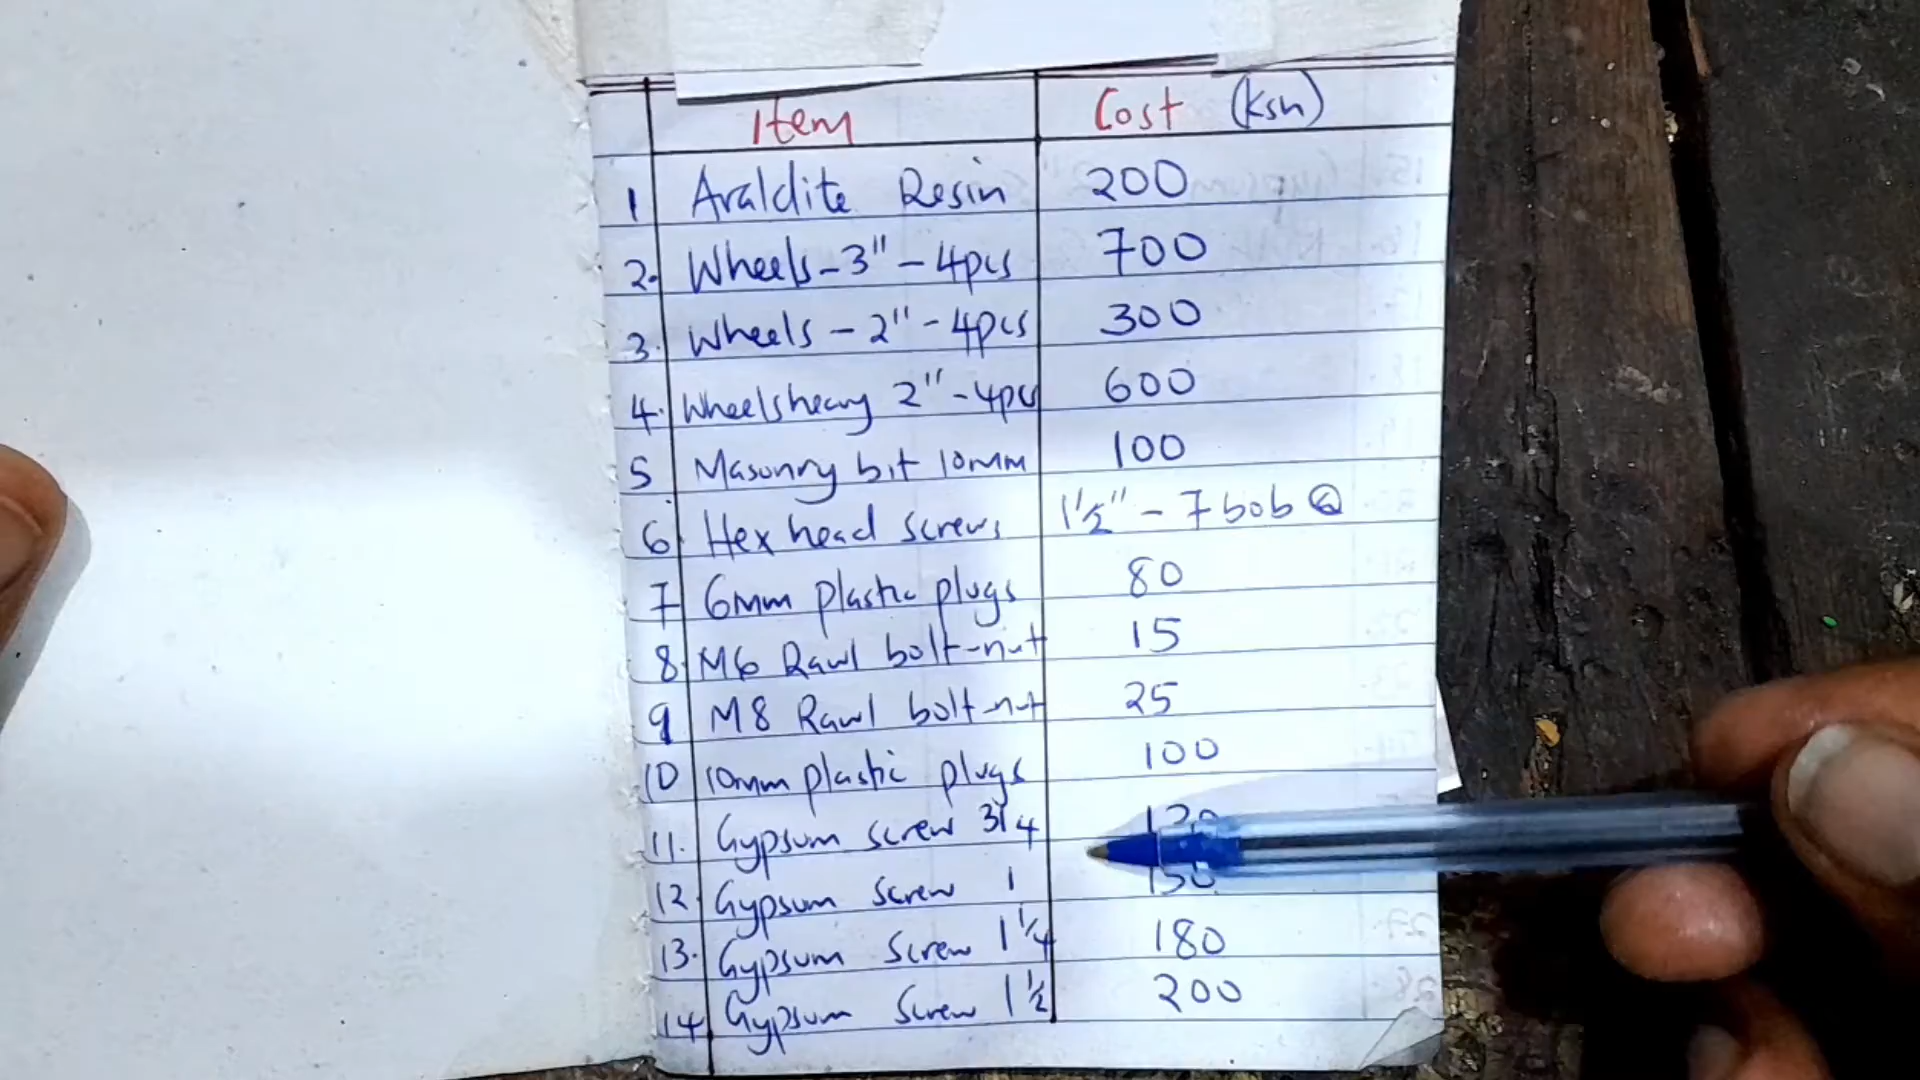 Item Cost (Ksh)
1 Araldite Resin 200
2. Wheels-3"-4pcs 700
3. Wheels-2"-4pcs 300
4. Wheelsheavy 2"-4pcs 600
5 Masonry bit 10mm 100
6 Hex head screws 1½"-7bob @
7 6mm plastic plugs 80
8. M6 Rawl bolt-nut 15
9 M8 Rawl bolt-nut 25
10 10mm plastic plugs 100
11. Gypsum screw 3/4
12. Gypsum Screw 1 150
13. Gypsum Screw 1¼ 180
14 Gypsum Screw 1½ 200